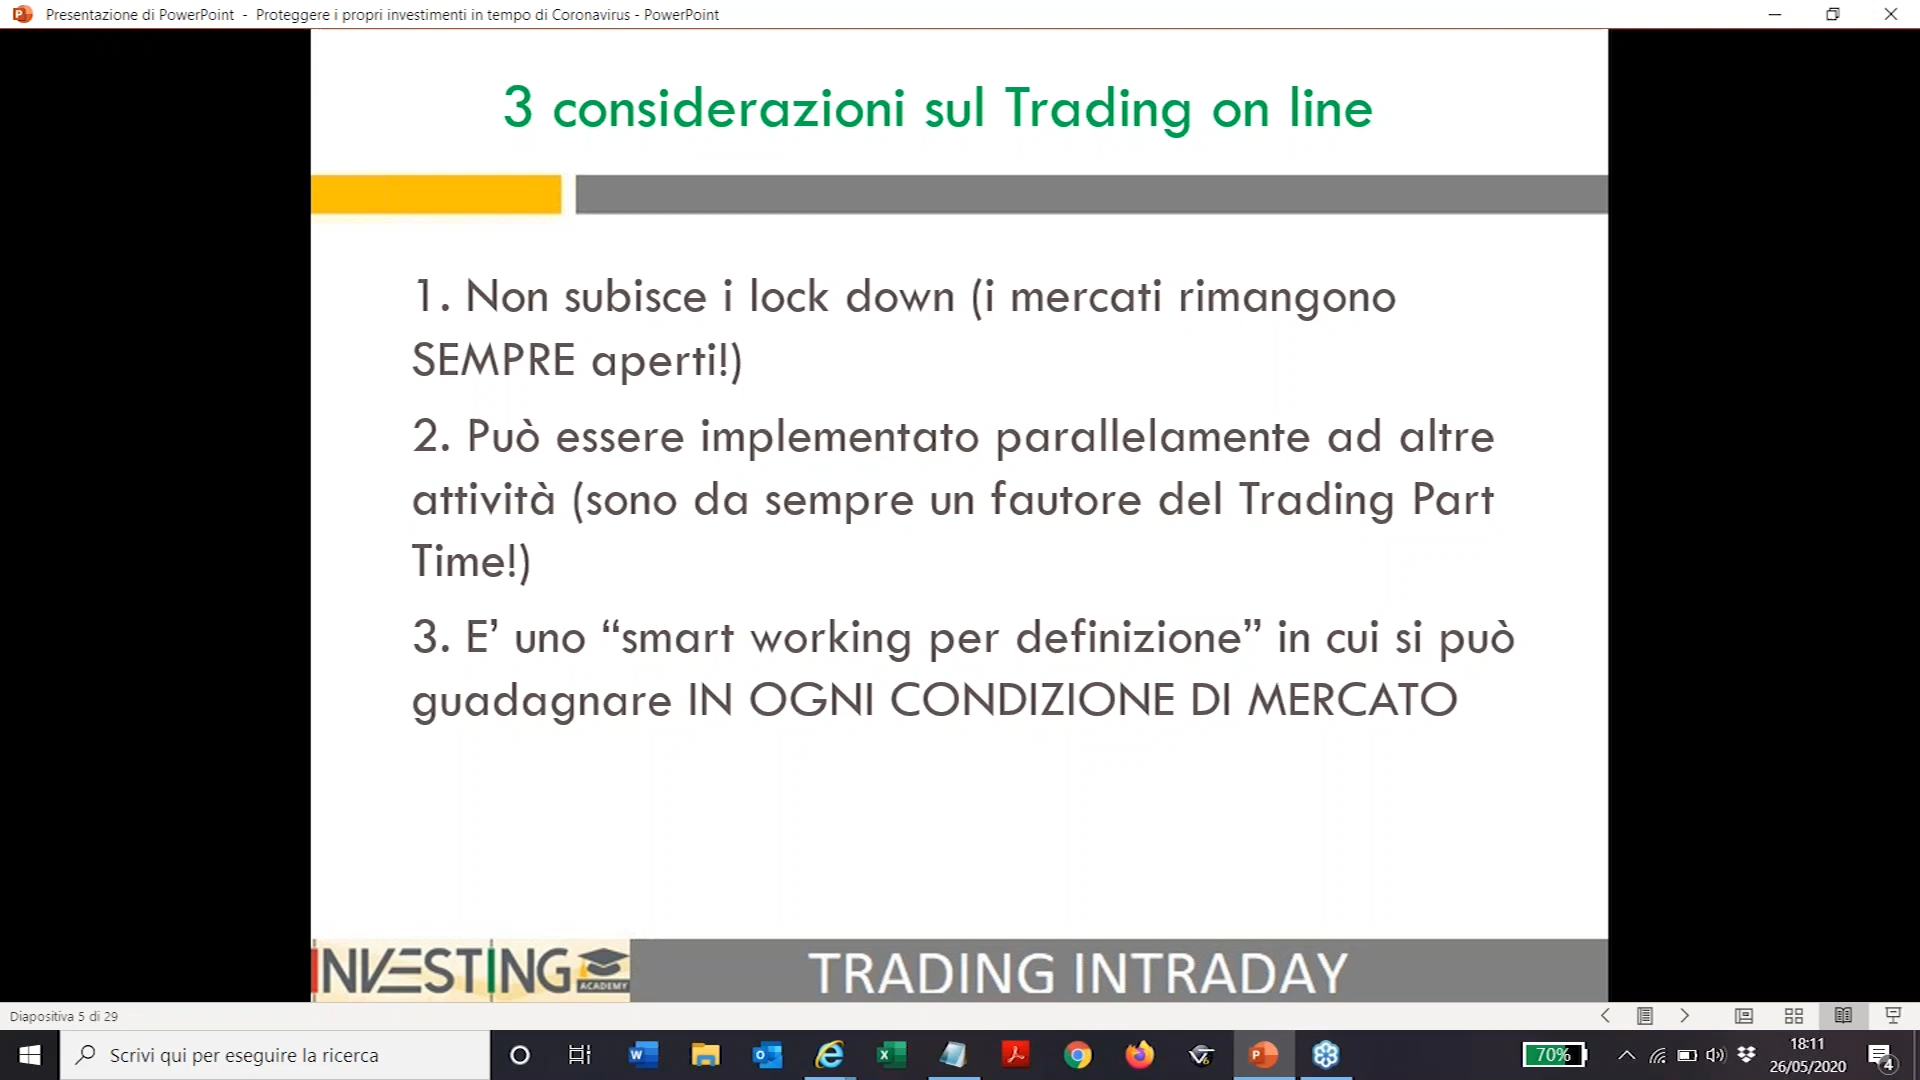 Presentazione di PowerPoint - Proteggere i propri investimenti in tempo di Coronavirus - PowerPoint
3 considerazioni sul Trading on line
1. Non subisce i lock down (i mercati rimangono
SEMPRE aperti!)
2. Può essere implementato parallelamente ad altre
attività (sono da sempre un fautore del Trading Part
Time!)
3. E’ uno “smart working per definizione” in cui si può
guadagnare IN OGNI CONDIZIONE DI MERCATO
INVESTING
ACADEMY
TRADING INTRADAY
Diapositiva 5 di 29
Scrivi qui per eseguire la ricerca
70%
18:11
26/05/2020
4